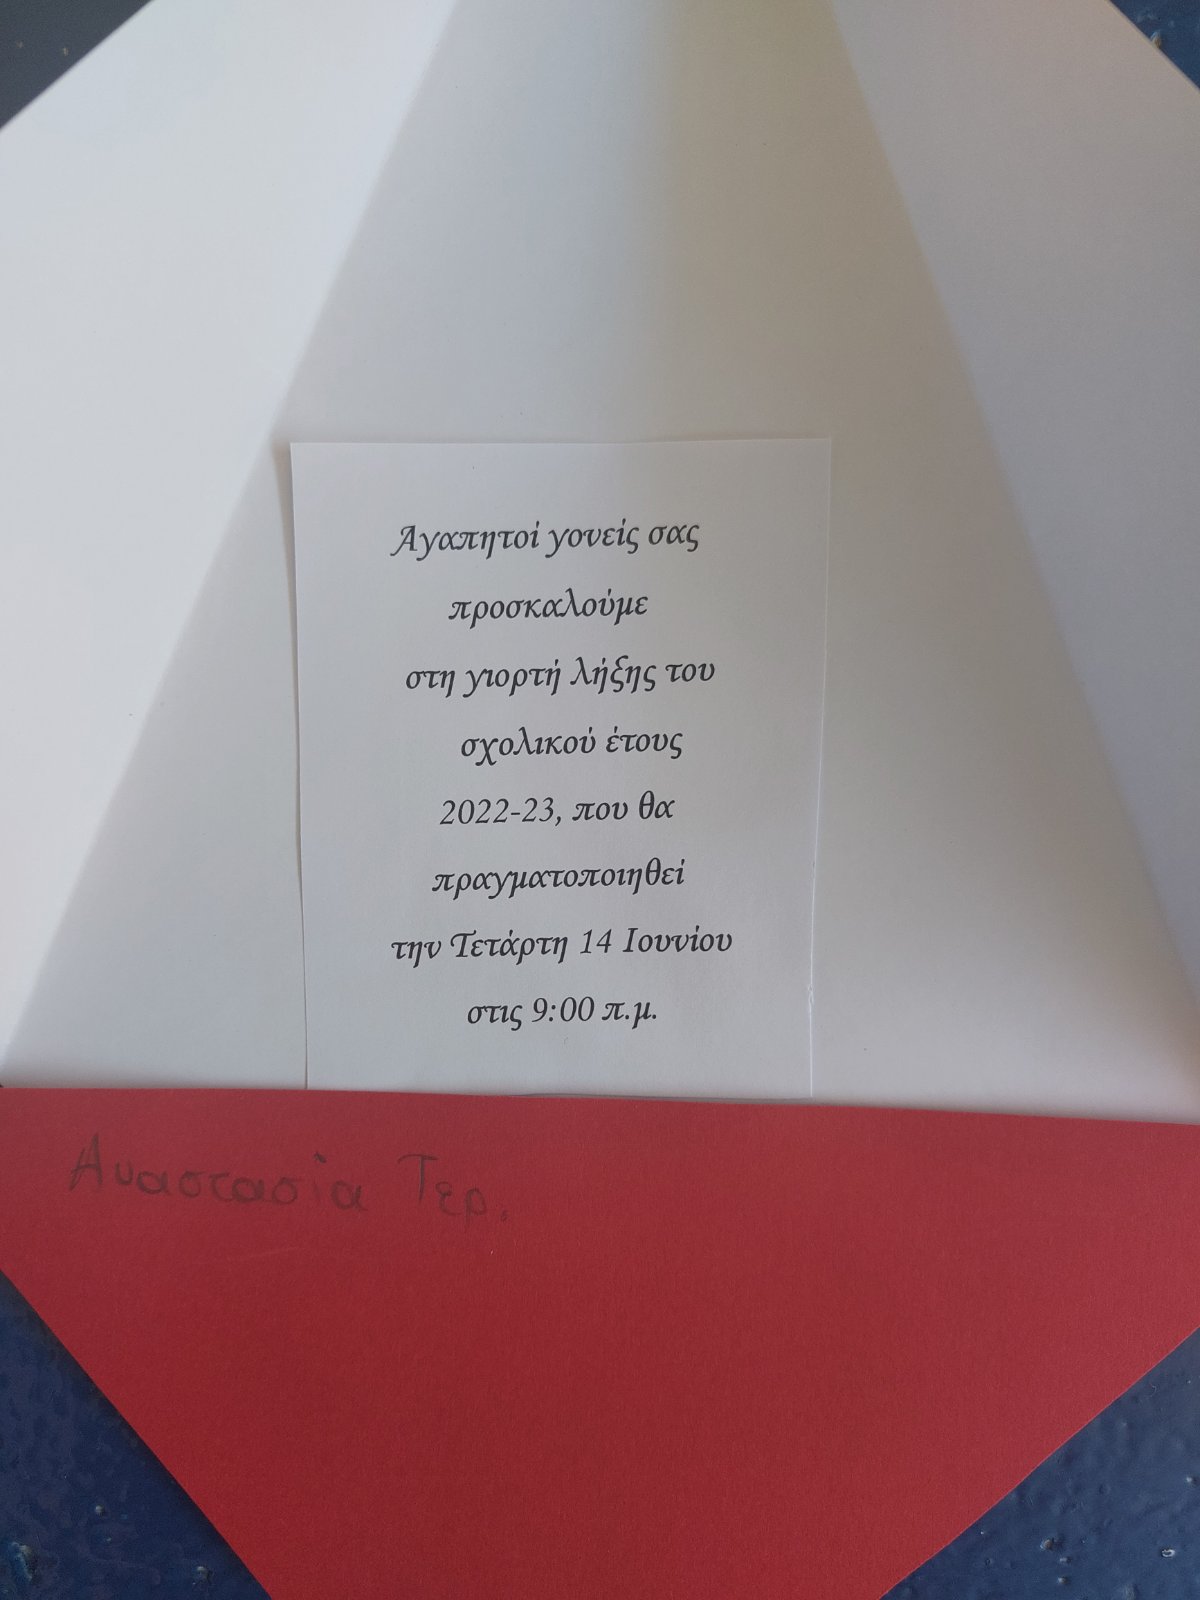 Αγαπητοί γονείς σας
προσκαλούμε
στη γιορτή λήξης του
σχολικού έτους
2022-23, που θα
πραγματοποιηθεί
την Τετάρτη 14 Ιουνίου
στις 9:00 π.μ.
Αναστασία Τερ.